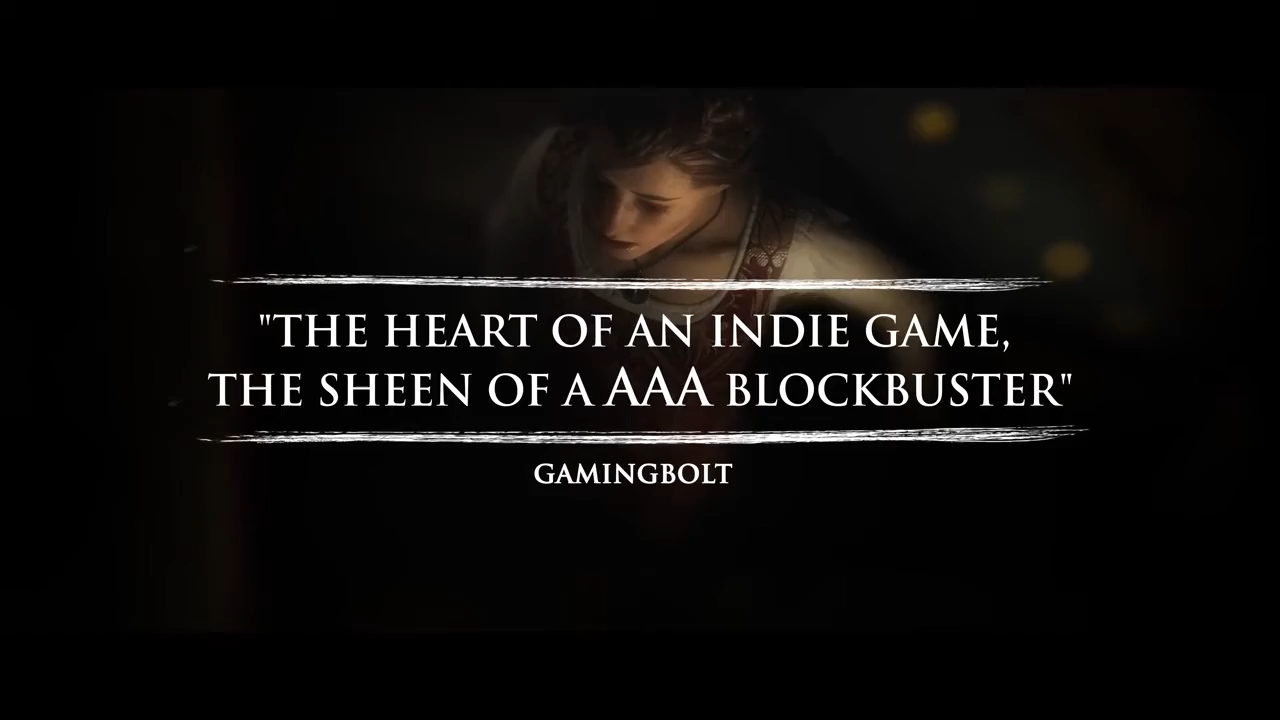 "THE HEART OF AN INDIE GAME,
THE SHEEN OF A AAA BLOCKBUSTER"
GAMINGBOLT